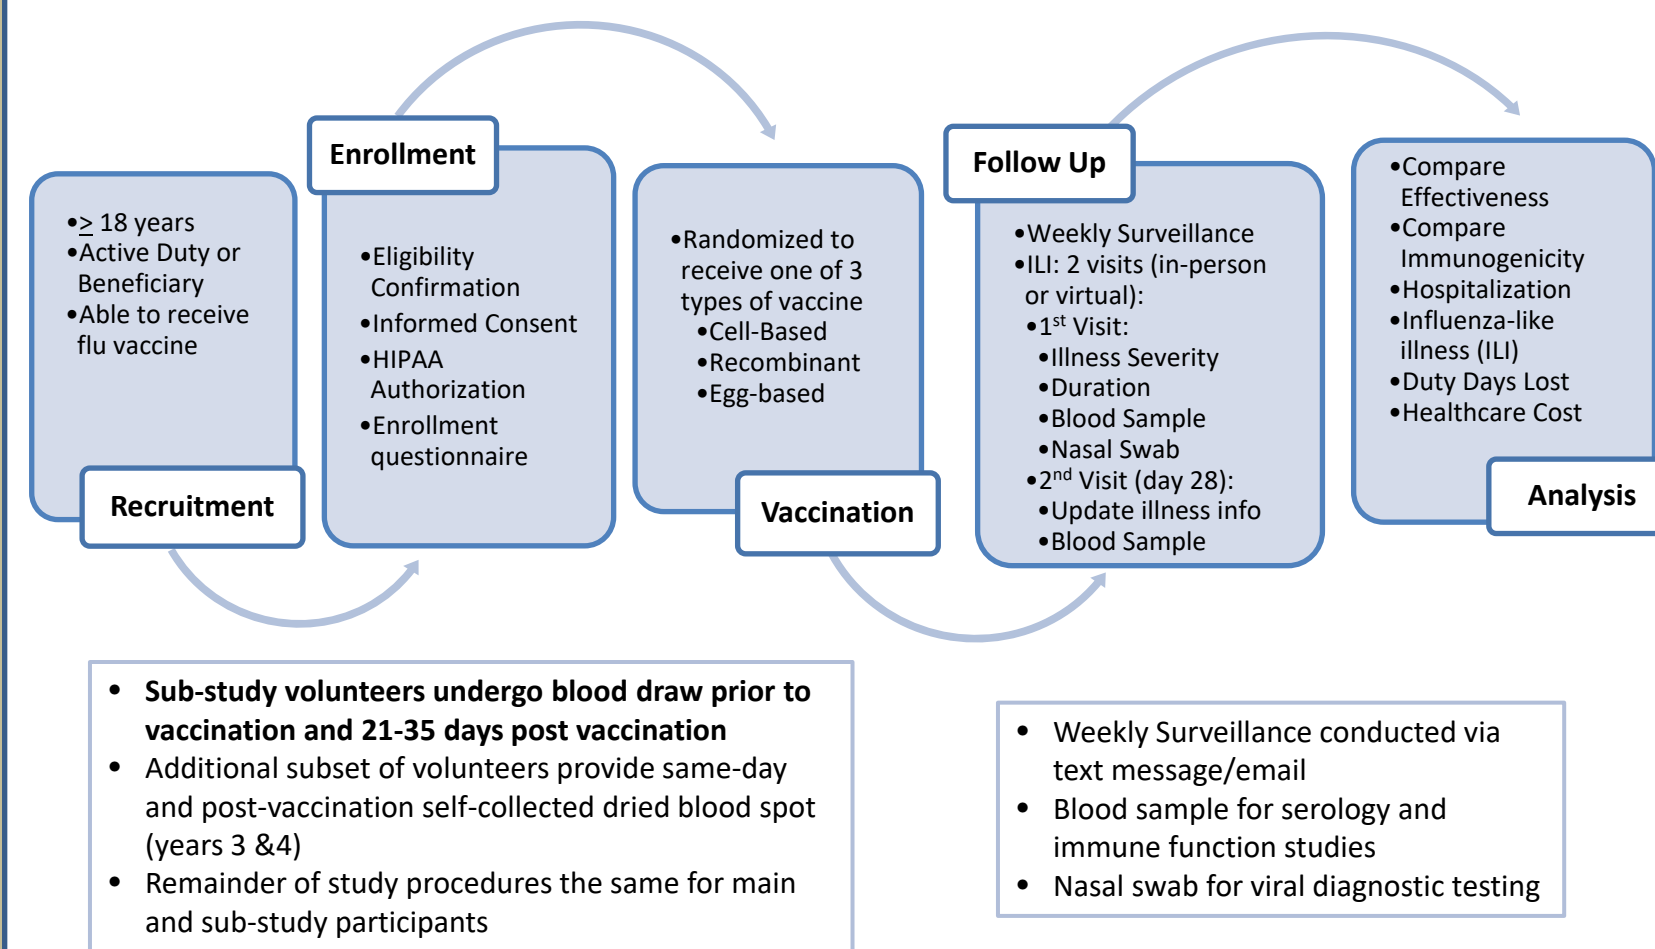 •≥ 18 years
•Active Duty or
Beneficiary
•Able to receive
flu vaccine
Recruitment
Enrollment
•Eligibility
Confirmation
•Informed Consent
•HIPAA
Authorization
•Enrollment
questionnaire
•Randomized to
receive one of 3
types of vaccine
•Cell-Based
•Recombinant
•Egg-based
Vaccination
Follow Up
•Weekly Surveillance
•ILI: 2 visits (in-person
or virtual):
•1st Visit:
•Illness Severity
•Duration
•Blood Sample
•Nasal Swab
•2nd Visit (day 28):
•Update illness info
•Blood Sample
•Compare
Effectiveness
•Compare
Immunogenicity
•Hospitalization
•Influenza-like
illness (ILI)
•Duty Days Lost
•Healthcare Cost
Analysis
• Sub-study volunteers undergo blood draw prior to
vaccination and 21-35 days post vaccination
• Additional subset of volunteers provide same-day
and post-vaccination self-collected dried blood spot
(years 3 &4)
• Remainder of study procedures the same for main
and sub-study participants
• Weekly Surveillance conducted via
text message/email
• Blood sample for serology and
immune function studies
• Nasal swab for viral diagnostic testing